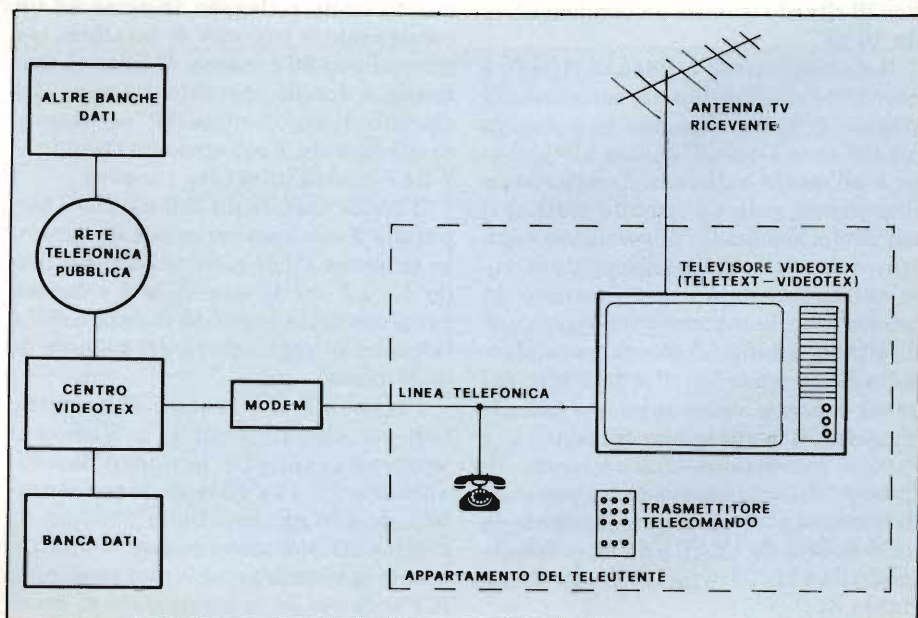 ALTRE BANCHE
DATI
RETE
TELEFONICA
PUBBLICA
CENTRO
VIDEOTEX
BANCA DATI
MODEM
LINEA TELEFONICA
ANTENNA TV
RICEVENTE
TELEVISORE VIDEOTEX
(TELETEXT – VIDEOTEX)
TRASMETTITORE
TELECOMANDO
APPARTAMENTO DEL TELEUTENTE